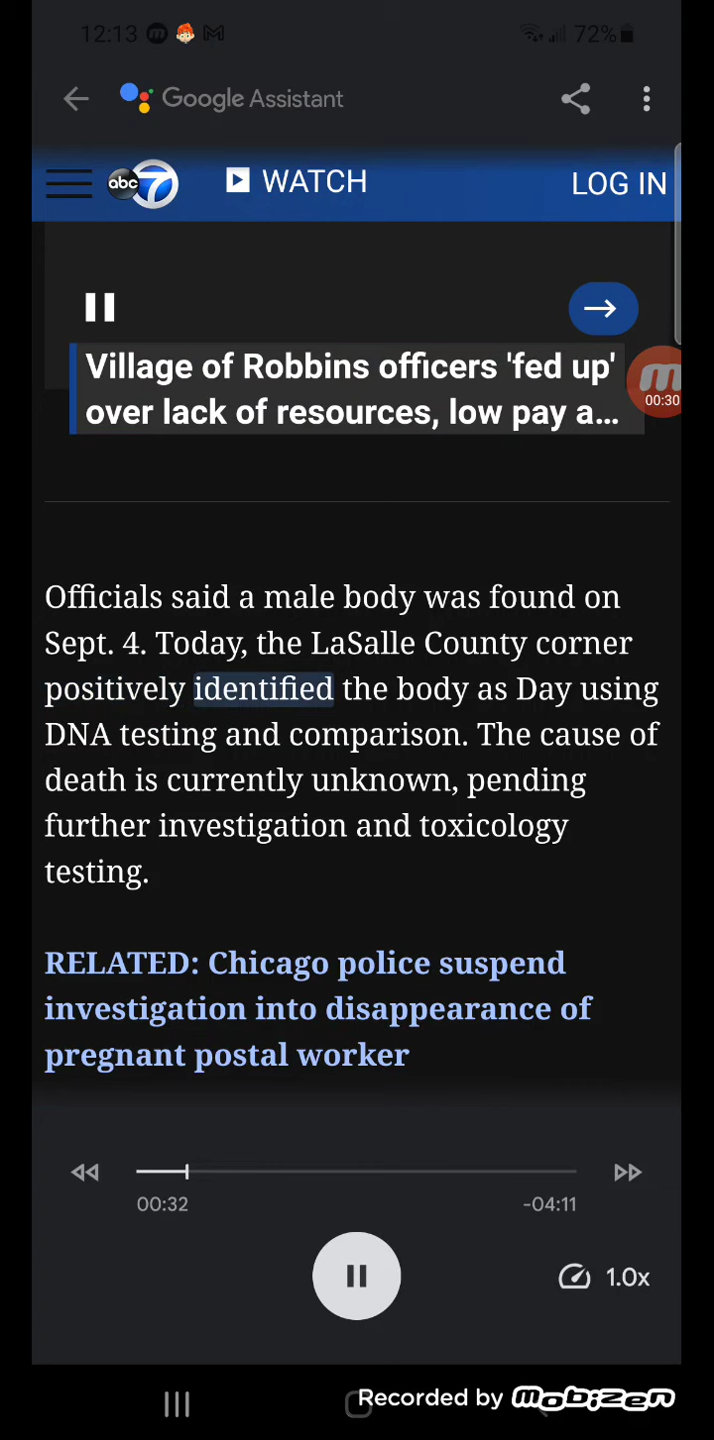 12:13
72%
Google Assistant
abc 7 WATCH LOG IN
Village of Robbins officers 'fed up'
over lack of resources, low pay a...
00:30
Officials said a male body was found on
Sept. 4. Today, the LaSalle County corner
positively identified the body as Day using
DNA testing and comparison. The cause of
death is currently unknown, pending
further investigation and toxicology
testing.
RELATED: Chicago police suspend
investigation into disappearance of
pregnant postal worker
00:32 -04:11
1.0x
Recorded by mobizen